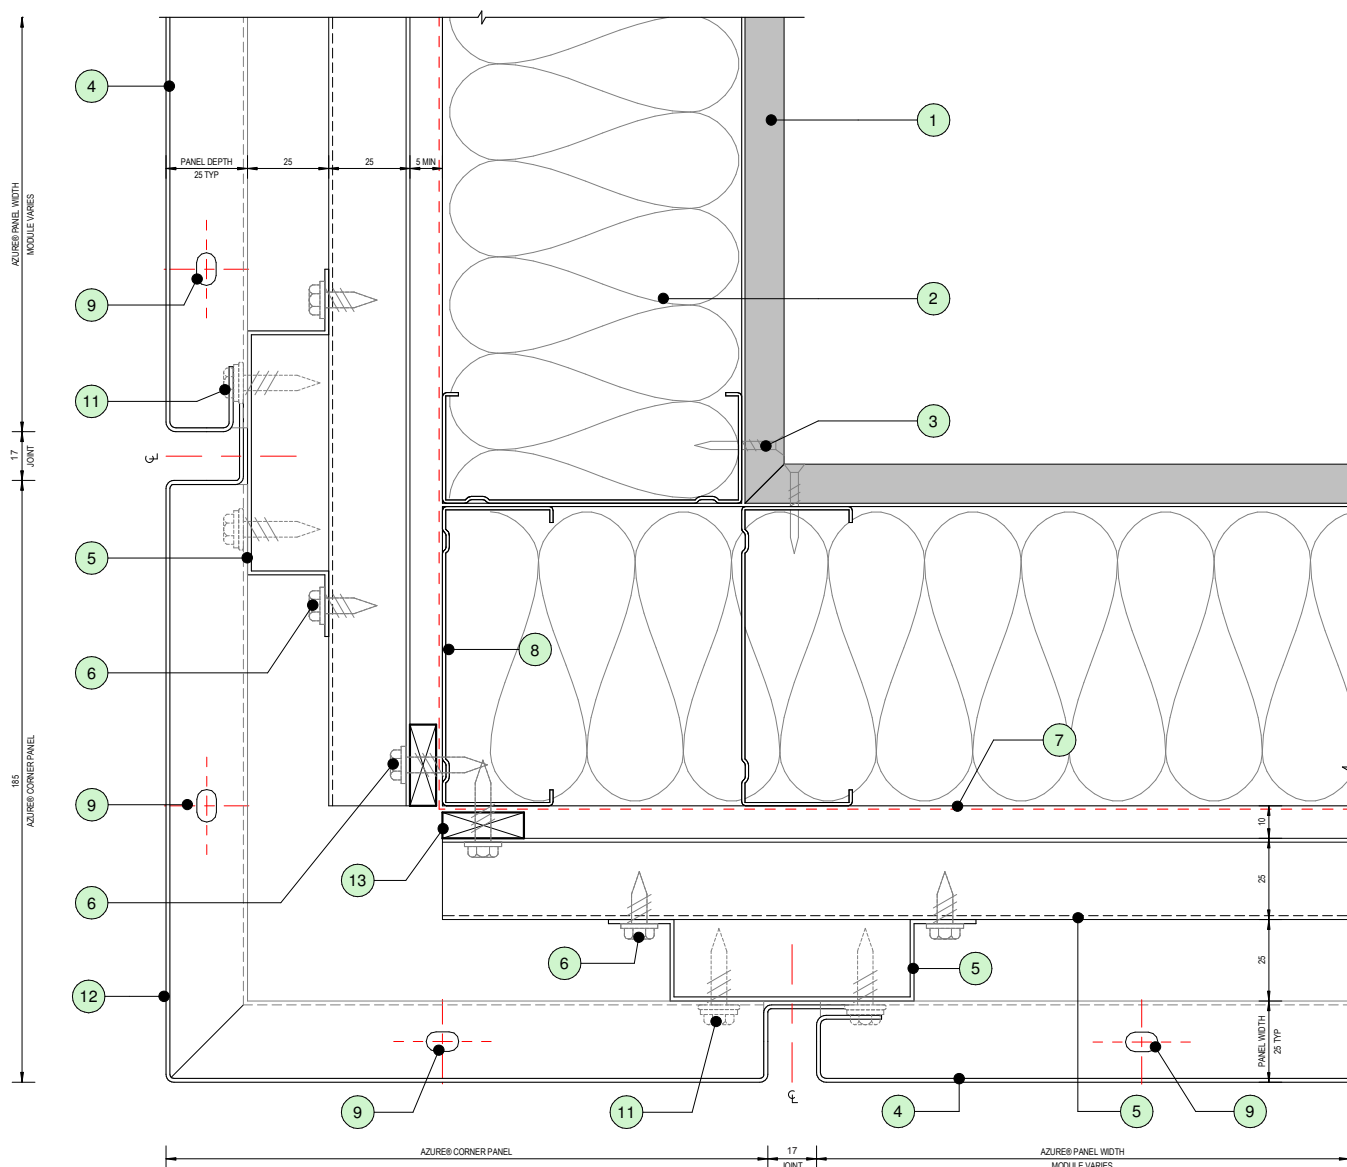 4
1
PANEL DEPTH
25 TYP
25
25
5 MIN
AZURE® PANEL WIDTH
MODULE VARIES
9
2
11
3
17
JOINT
℄
5
8
6
7
185
AZURE® CORNER PANEL
9
10
13
6
25
6
5
25
12
PANEL WIDTH
25 TYP
9
11
℄
4
5
9
AZURE® CORNER PANEL
17
JOINT
AZURE® PANEL WIDTH
MODULE VARIES